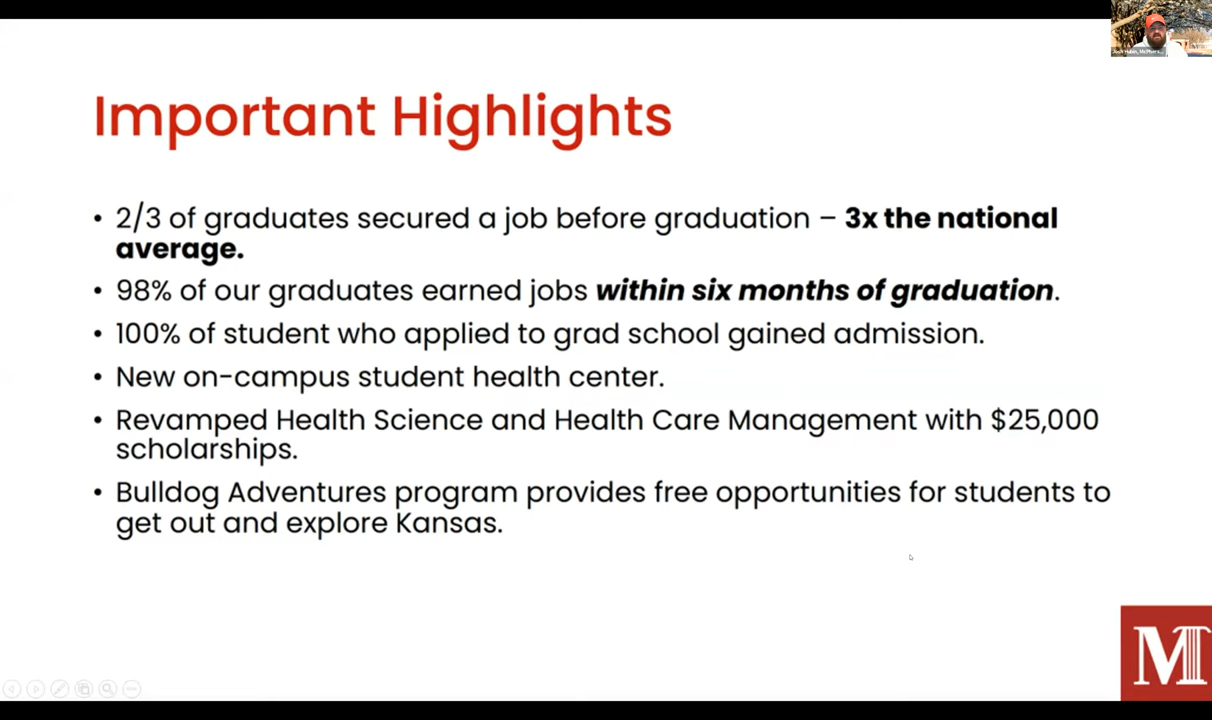 Important Highlights
• 2/3 of graduates secured a job before graduation – 3x the national
average.
• 98% of our graduates earned jobs within six months of graduation.
• 100% of student who applied to grad school gained admission.
• New on-campus student health center.
• Revamped Health Science and Health Care Management with $25,000
scholarships.
• Bulldog Adventures program provides free opportunities for students to
get out and explore Kansas.
M